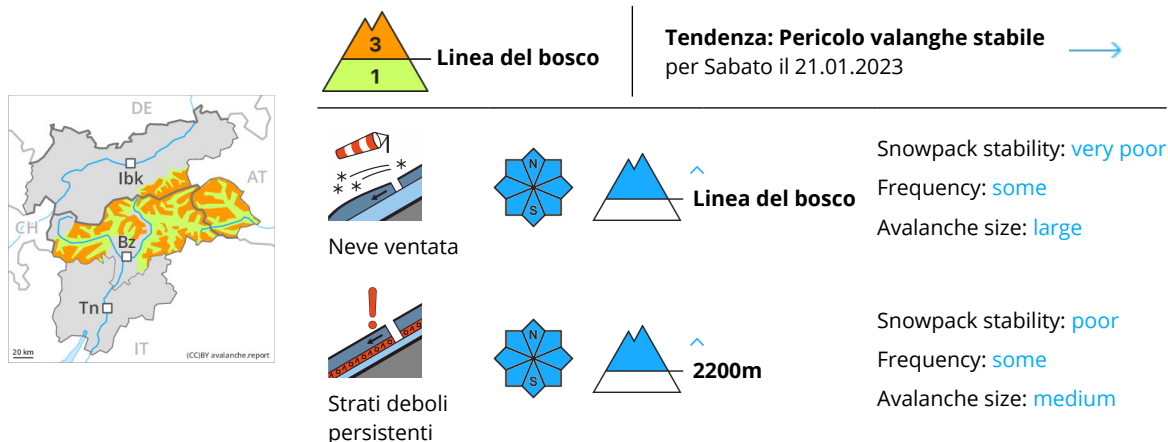 3
1
Linea del bosco
Tendenza: Pericolo valanghe stabile
per Sabato il 21.01.2023
DE
Ibk
AT
CH
Bz
Tn
IT
20 km
(CC)BY avalanche.report
N
S
Linea del bosco
Neve ventata
Snowpack stability: very poor
Frequency: some
Avalanche size: large
N
S
2200m
Strati deboli
persistenti
Snowpack stability: poor
Frequency: some
Avalanche size: medium